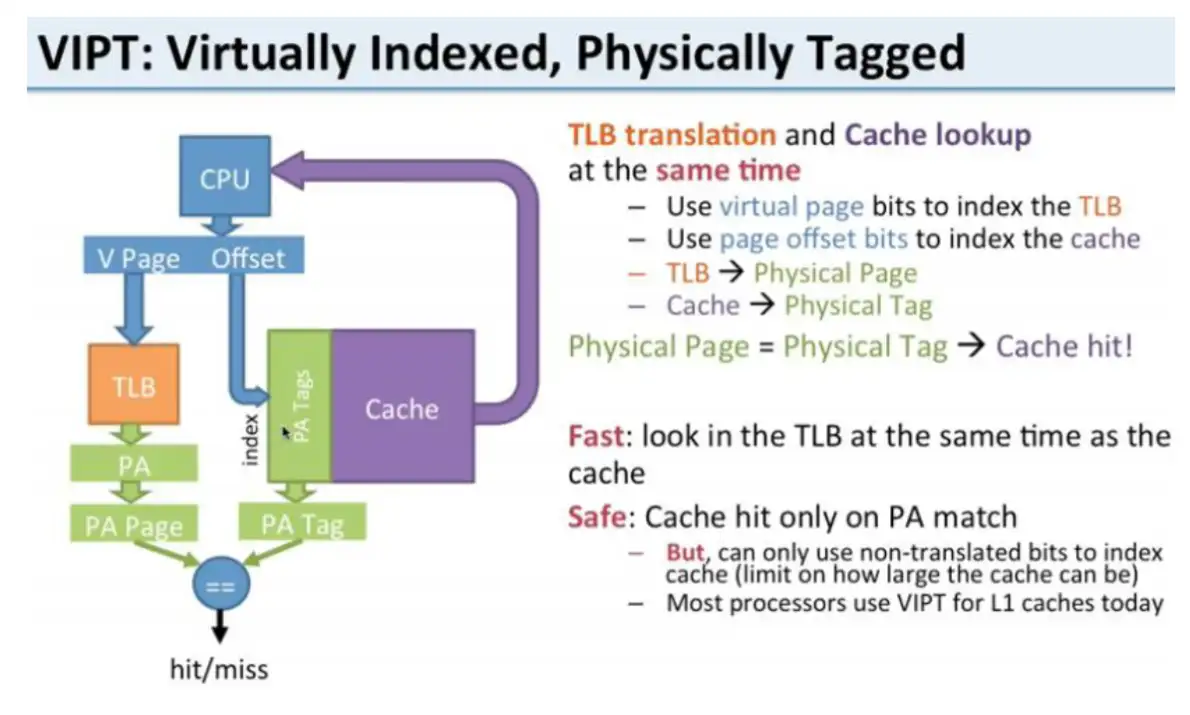 VIPT: Virtually Indexed, Physically Tagged
CPU
V Page Offset
TLB
PA
PA Page
index
PA Tags
Cache
PA Tag
==
hit/miss
TLB translation and Cache lookup
at the same time
– Use virtual page bits to index the TLB
– Use page offset bits to index the cache
– TLB → Physical Page
– Cache → Physical Tag
Physical Page = Physical Tag → Cache hit!
Fast: look in the TLB at the same time as the
cache
Safe: Cache hit only on PA match
– But, can only use non-translated bits to index
cache (limit on how large the cache can be)
– Most processors use VIPT for L1 caches today